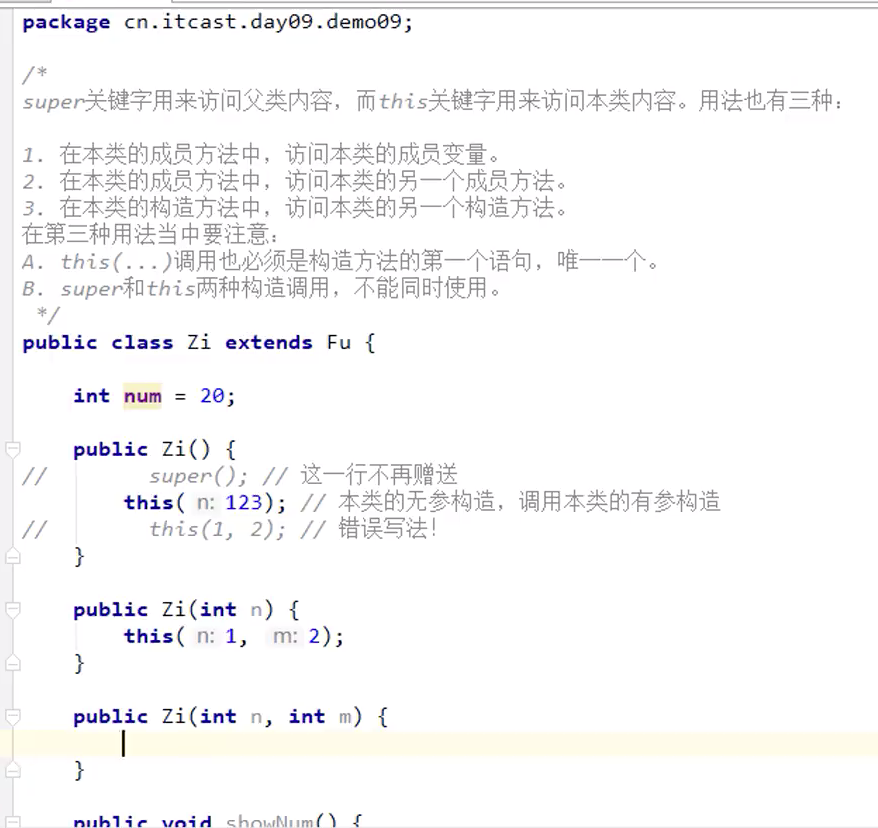 package cn.itcast.day09.demo09;
/*
super关键字用来访问父类内容，而this关键字用来访问本类内容。用法也有三种：
1. 在本类的成员方法中，访问本类的成员变量。
2. 在本类的成员方法中，访问本类的另一个成员方法。
3. 在本类的构造方法中，访问本类的另一个构造方法。
在第三种用法当中要注意：
A. this(...)调用也必须是构造方法的第一个语句，唯一一个。
B. super和this两种构造调用，不能同时使用。
*/
public class Zi extends Fu {
int num = 20;
public Zi() {
// super(); // 这一行不再赠送
this( n: 123); // 本类的无参构造，调用本类的有参构造
// this(1, 2); // 错误写法！
}
public Zi(int n) {
this( n: 1, m: 2);
}
public Zi(int n, int m) {
}
public void showNum() {